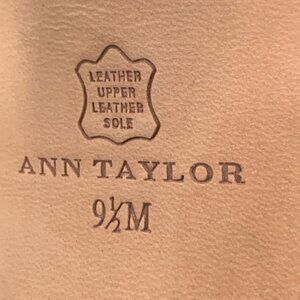 LEATHER
UPPER
LEATHER
SOLE
ANN TAYLOR
9½M